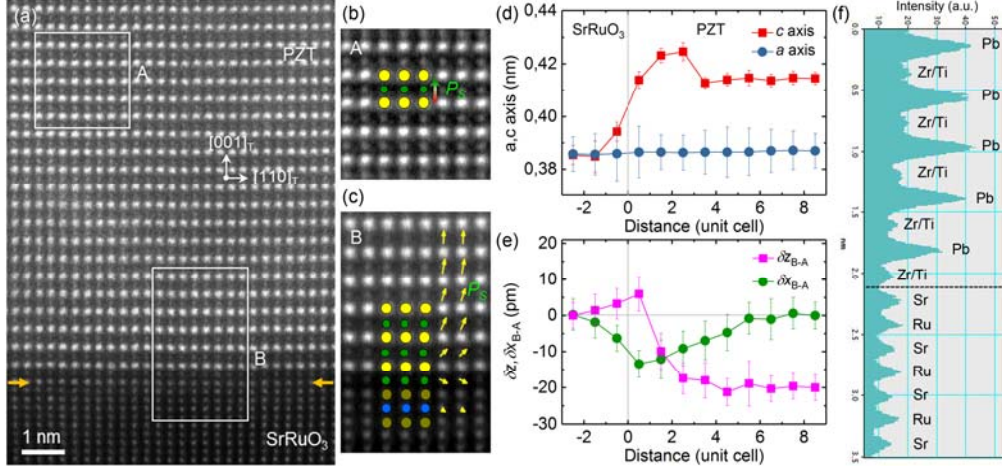 (a)
PZT
A
[001]T
[110]T
B
SrRuO3
1 nm
(b)
A
PS
(c)
B
PS
(d)
0,44
0,42
0,40
0,38
a,c axis (nm)
SrRuO3
PZT
c axis
a axis
-2 0 2 4 6 8
Distance (unit cell)
(e)
20
10
0
-10
-20
-30
δz, δxB-A (pm)
δzB-A
δxB-A
-2 0 2 4 6 8
Distance (unit cell)
(f)
Intensity (a.u.)
10 20 30 40 50
0.0
0.5
1.0
1.5
2.0
nm
2.5
3.0
3.5
Pb
Zr/Ti
Pb
Zr/Ti
Pb
Zr/Ti
Pb
Zr/Ti
Pb
Zr/Ti
Sr
Ru
Sr
Ru
Sr
Ru
Sr